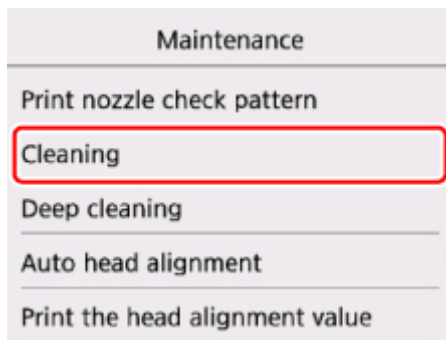 Maintenance
Print nozzle check pattern
Cleaning
Deep cleaning
Auto head alignment
Print the head alignment value